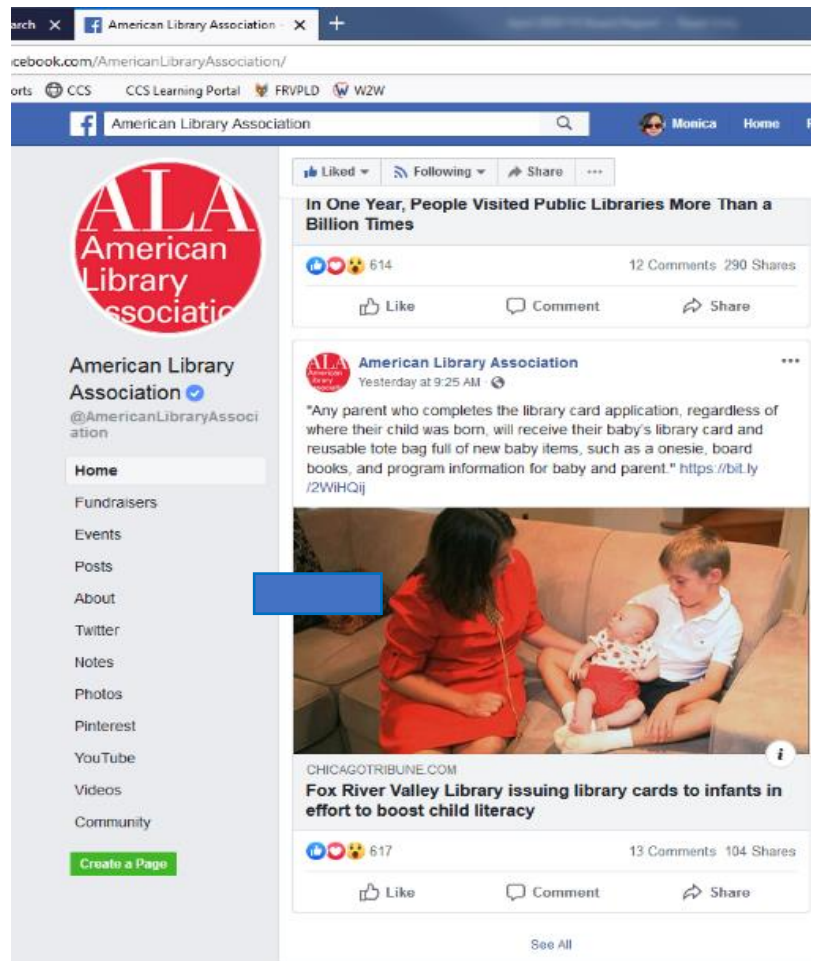 arch
American Library Association -
cebook.com/AmericanLibraryAssociation/
orts CCS CCS Learning Portal FRVPLD W2W
American Library Association
Monica Home
ALA
American
Library
Associatio
American Library
Association
@AmericanLibraryAssoci
ation
Home
Fundraisers
Events
Posts
About
Twitter
Notes
Photos
Pinterest
YouTube
Videos
Community
Create a Page
Liked Following Share ...
In One Year, People Visited Public Libraries More Than a
Billion Times
614 12 Comments 290 Shares
Like Comment Share
ALA
American
Library
American Library Association
Yesterday at 9:25 AM ·
"Any parent who completes the library card application, regardless of
where their child was born, will receive their baby's library card and
reusable tote bag full of new baby items, such as a onesie, board
books, and program information for baby and parent." https://bit.ly
/2WiHQij
CHICAGOTRIBUNE.COM
Fox River Valley Library issuing library cards to infants in
effort to boost child literacy
617 13 Comments 104 Shares
Like Comment Share
See All